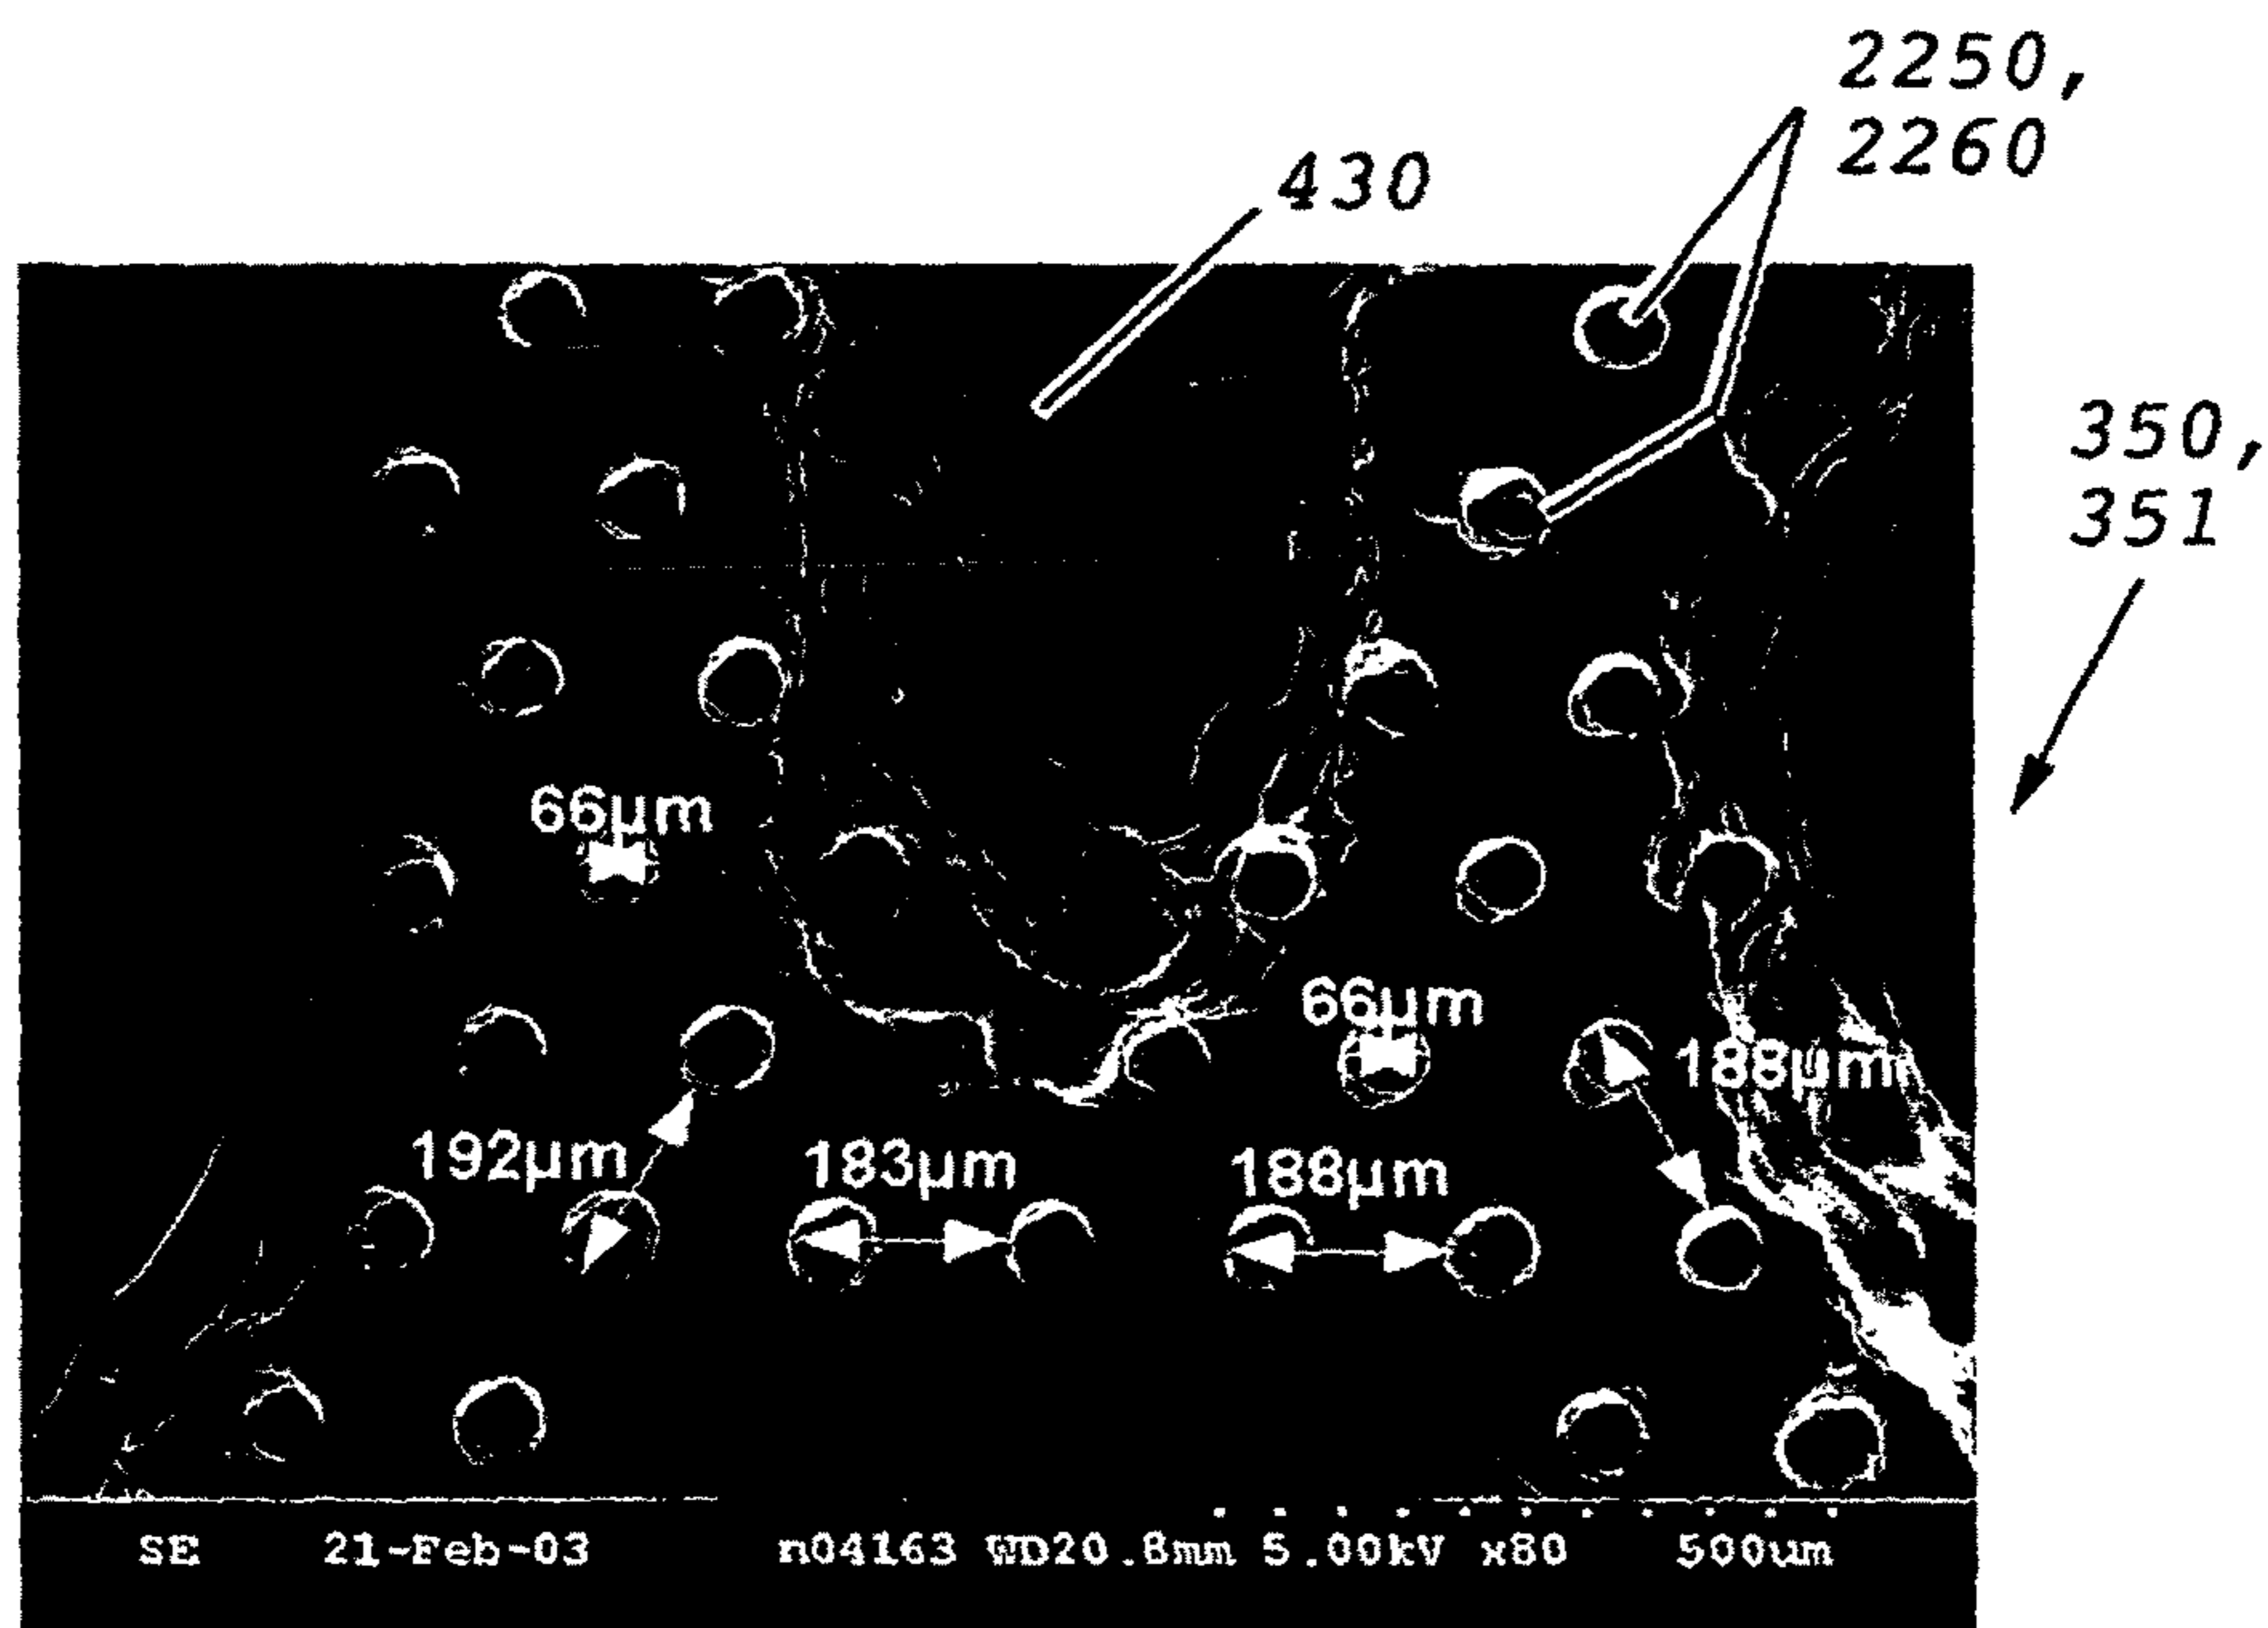 2250,
2260
430
350,
351
66µm
66µm
188µm
192µm
183µm
188µm
SE 21-Feb-03 n04163 WD20.8mm 5.00kV x80 500um